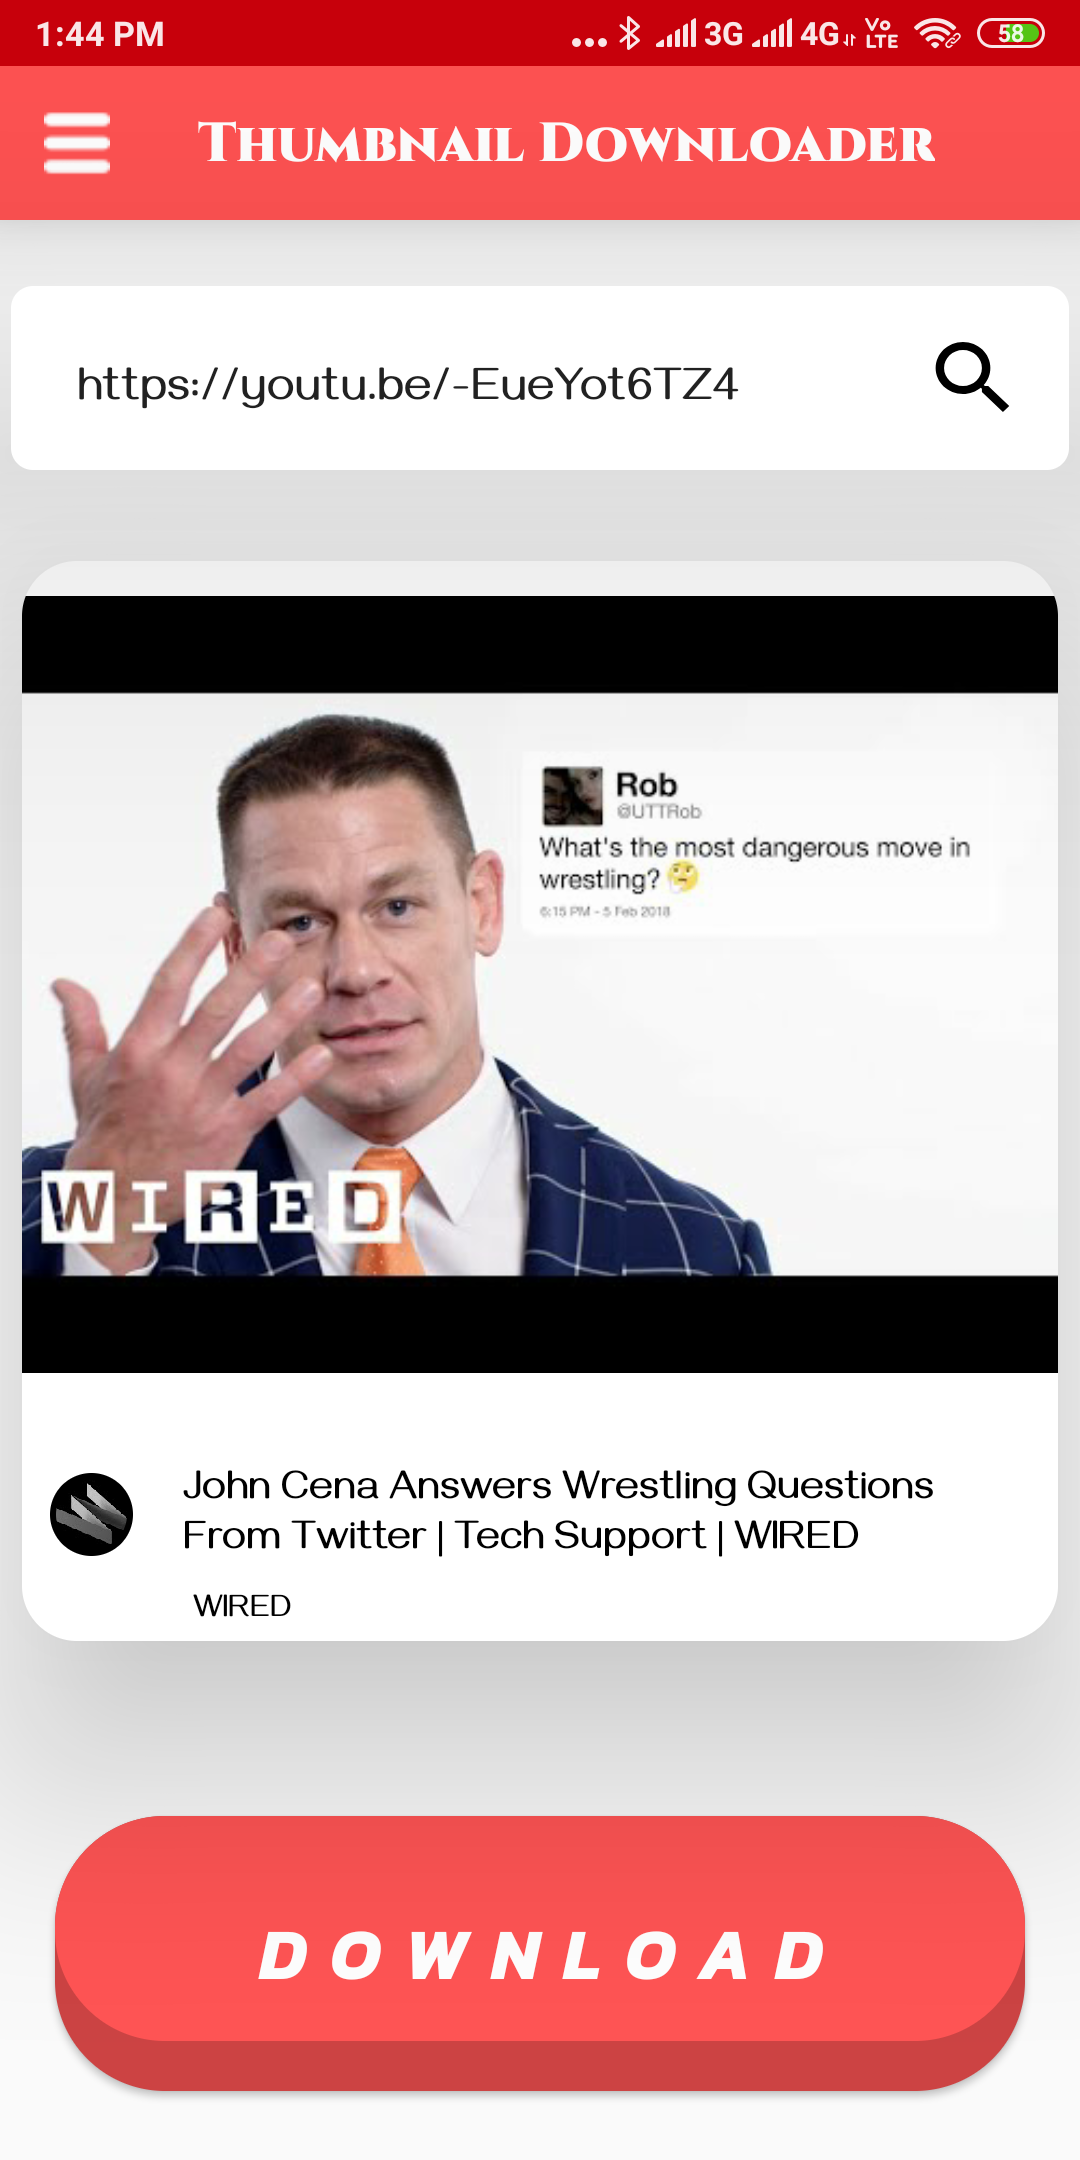 1:44 PM 3G 4G Vo LTE 58
Thumbnail Downloader
https://youtu.be/-EueYot6TZ4
Rob
@UTTRob
What's the most dangerous move in
wrestling? 🤔
6:15 PM - 5 Feb 2018
WIRED
John Cena Answers Wrestling Questions
From Twitter | Tech Support | WIRED
WIRED
DOWNLOAD